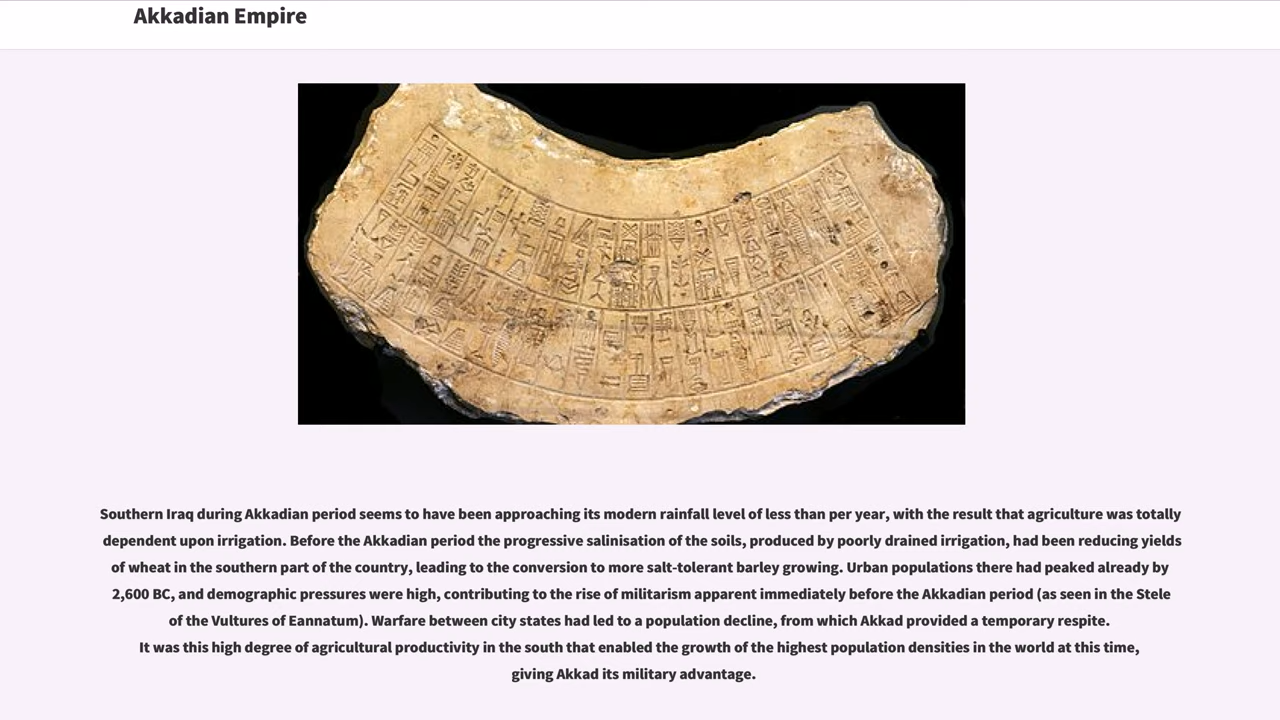 Akkadian Empire
Southern Iraq during Akkadian period seems to have been approaching its modern rainfall level of less than per year, with the result that agriculture was totally
dependent upon irrigation. Before the Akkadian period the progressive salinisation of the soils, produced by poorly drained irrigation, had been reducing yields
of wheat in the southern part of the country, leading to the conversion to more salt-tolerant barley growing. Urban populations there had peaked already by
2,600 BC, and demographic pressures were high, contributing to the rise of militarism apparent immediately before the Akkadian period (as seen in the Stele
of the Vultures of Eannatum). Warfare between city states had led to a population decline, from which Akkad provided a temporary respite.
It was this high degree of agricultural productivity in the south that enabled the growth of the highest population densities in the world at this time,
giving Akkad its military advantage.